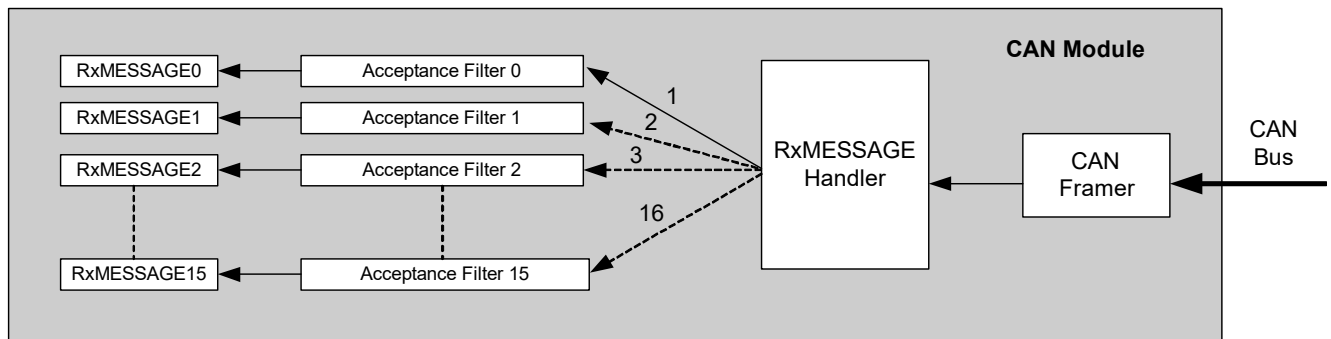 CAN Module
RxMESSAGE0
Acceptance Filter 0
1
RxMESSAGE1
Acceptance Filter 1
2
RxMESSAGE2
Acceptance Filter 2
3
RxMESSAGE15
Acceptance Filter 15
16
RxMESSAGE
Handler
CAN
Framer
CAN
Bus